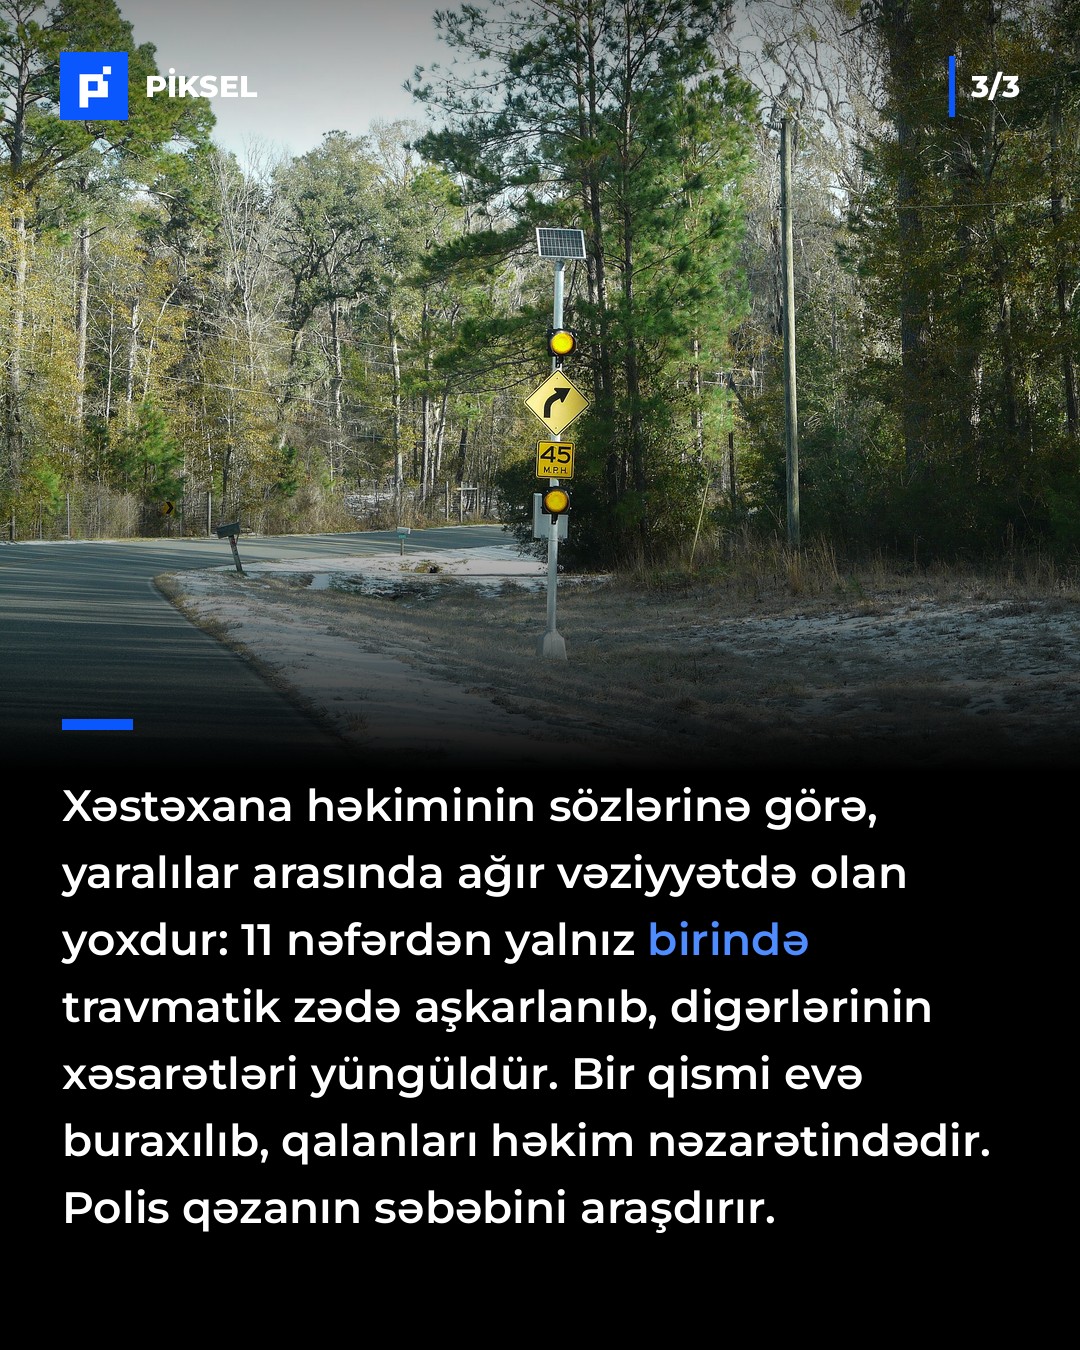 PİKSEL
3/3
45
M.P.H.
Xəstəxana həkiminin sözlərinə görə,
yaralılar arasında ağır vəziyyətdə olan
yoxdur: 11 nəfərdən yalnız birində
travmatik zədə aşkarlanıb, digərlərinin
xəsarətləri yüngüldür. Bir qismi evə
buraxılıb, qalanları həkim nəzarətindədir.
Polis qəzanın səbəbini araşdırır.